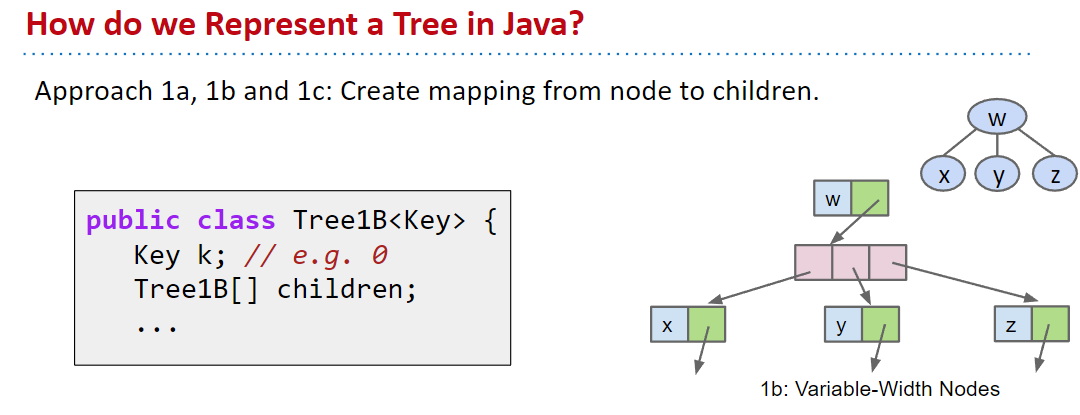 How do we Represent a Tree in Java?
Approach 1a, 1b and 1c: Create mapping from node to children.
public class Tree1B<Key> {
Key k; // e.g. 0
Tree1B[] children;
...
w
x y z
w
x y z
1b: Variable-Width Nodes